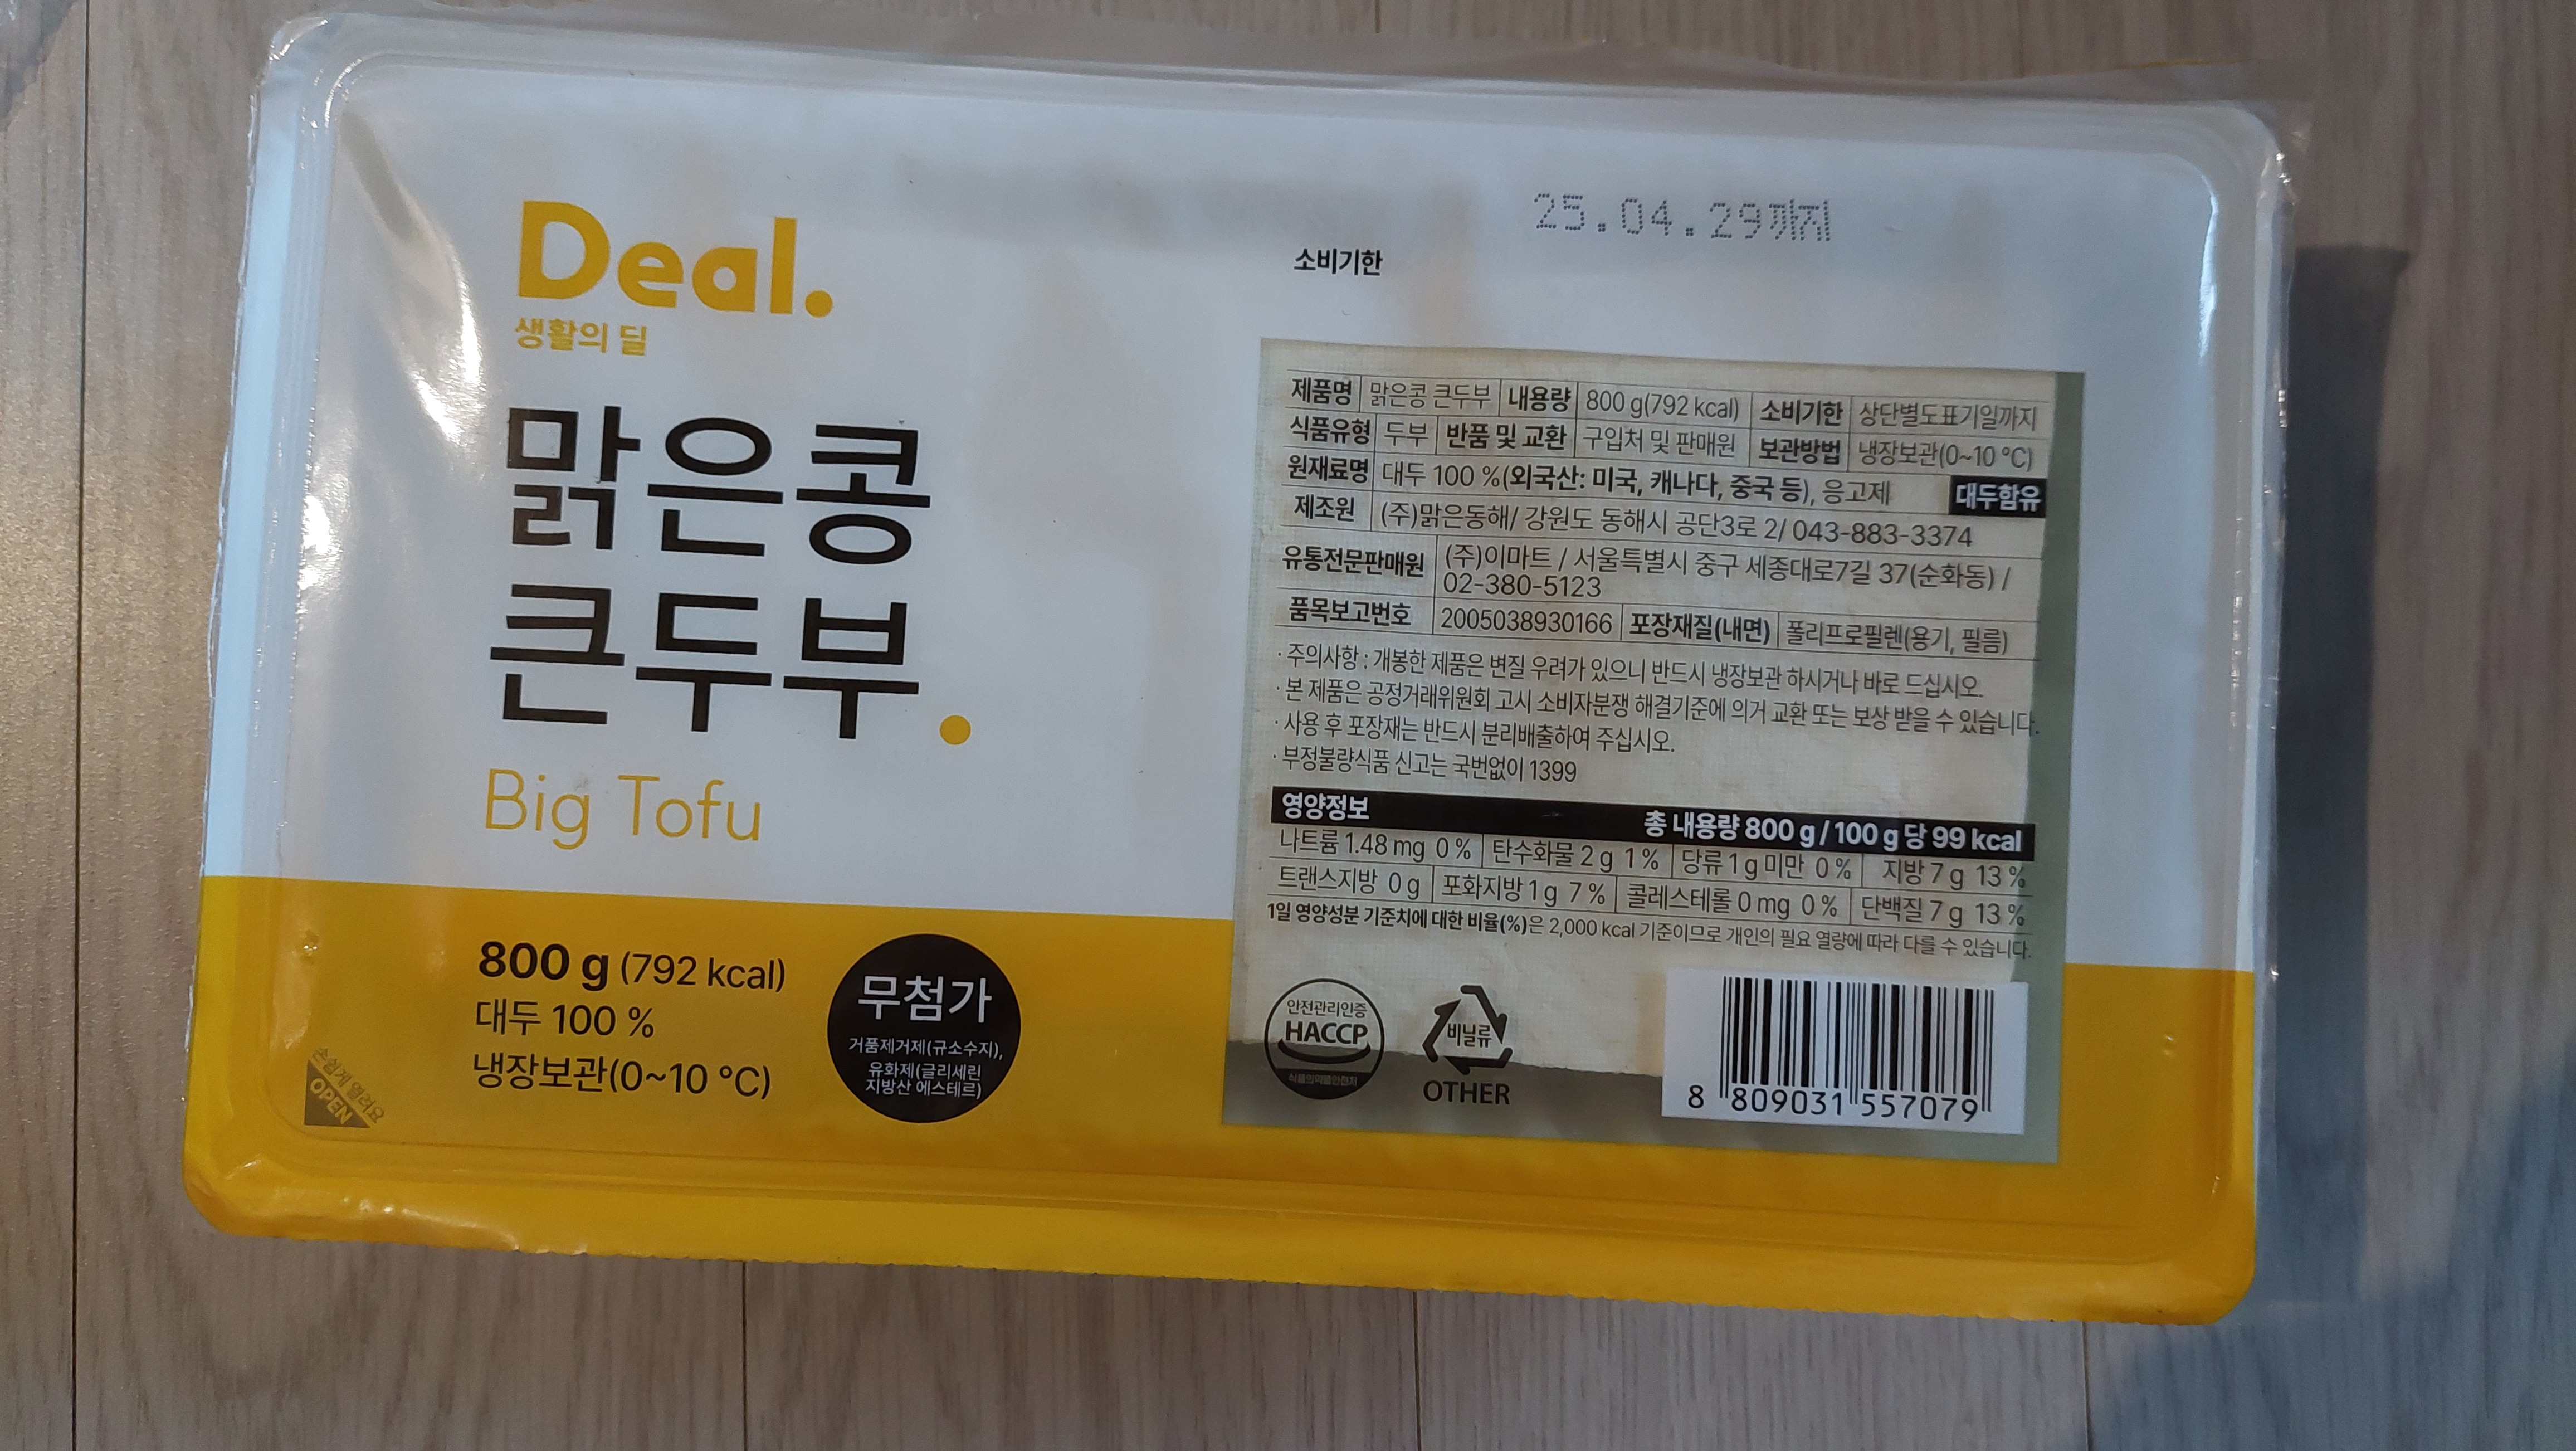 Deal.
생활의 딜
맑은콩
큰두부.
Big Tofu
800 g (792 kcal)
대두 100 %
냉장보관(0~10 °C)
무첨가
거품제거제(규소수지),
유화제(글리세린
지방산 에스테르)
손쉽게 열려요
OPEN
25.04.29까지
소비기한
제품명 맑은콩 큰두부 내용량 800 g(792 kcal) 소비기한 상단별도표기일까지
식품유형 두부 반품 및 교환 구입처 및 판매원 보관방법 냉장보관(0~10 °C)
원재료명 대두 100 %(외국산: 미국, 캐나다, 중국 등), 응고제 대두함유
제조원 (주)맑은동해/ 강원도 동해시 공단3로 2/ 043-883-3374
유통전문판매원 (주)이마트 / 서울특별시 중구 세종대로7길 37(순화동) /
02-380-5123
품목보고번호 2005038930166 포장재질(내면) 폴리프로필렌(용기, 필름)
· 주의사항 : 개봉한 제품은 변질 우려가 있으니 반드시 냉장보관 하시거나 바로 드십시오.
· 본 제품은 공정거래위원회 고시 소비자분쟁 해결기준에 의거 교환 또는 보상 받을 수 있습니다.
· 사용 후 포장재는 반드시 분리배출하여 주십시오.
· 부정불량식품 신고는 국번없이 1399
영양정보 총 내용량 800 g / 100 g 당 99 kcal
나트륨 1.48 mg 0 % 탄수화물 2 g 1 % 당류 1 g 미만 0 % 지방 7 g 13 %
트랜스지방 0 g 포화지방 1 g 7 % 콜레스테롤 0 mg 0 % 단백질 7 g 13 %
1일 영양성분 기준치에 대한 비율(%)은 2,000 kcal 기준이므로 개인의 필요 열량에 따라 다를 수 있습니다.
안전관리인증
HACCP
식품의약품안전처
비닐류
OTHER
8 809031 557079